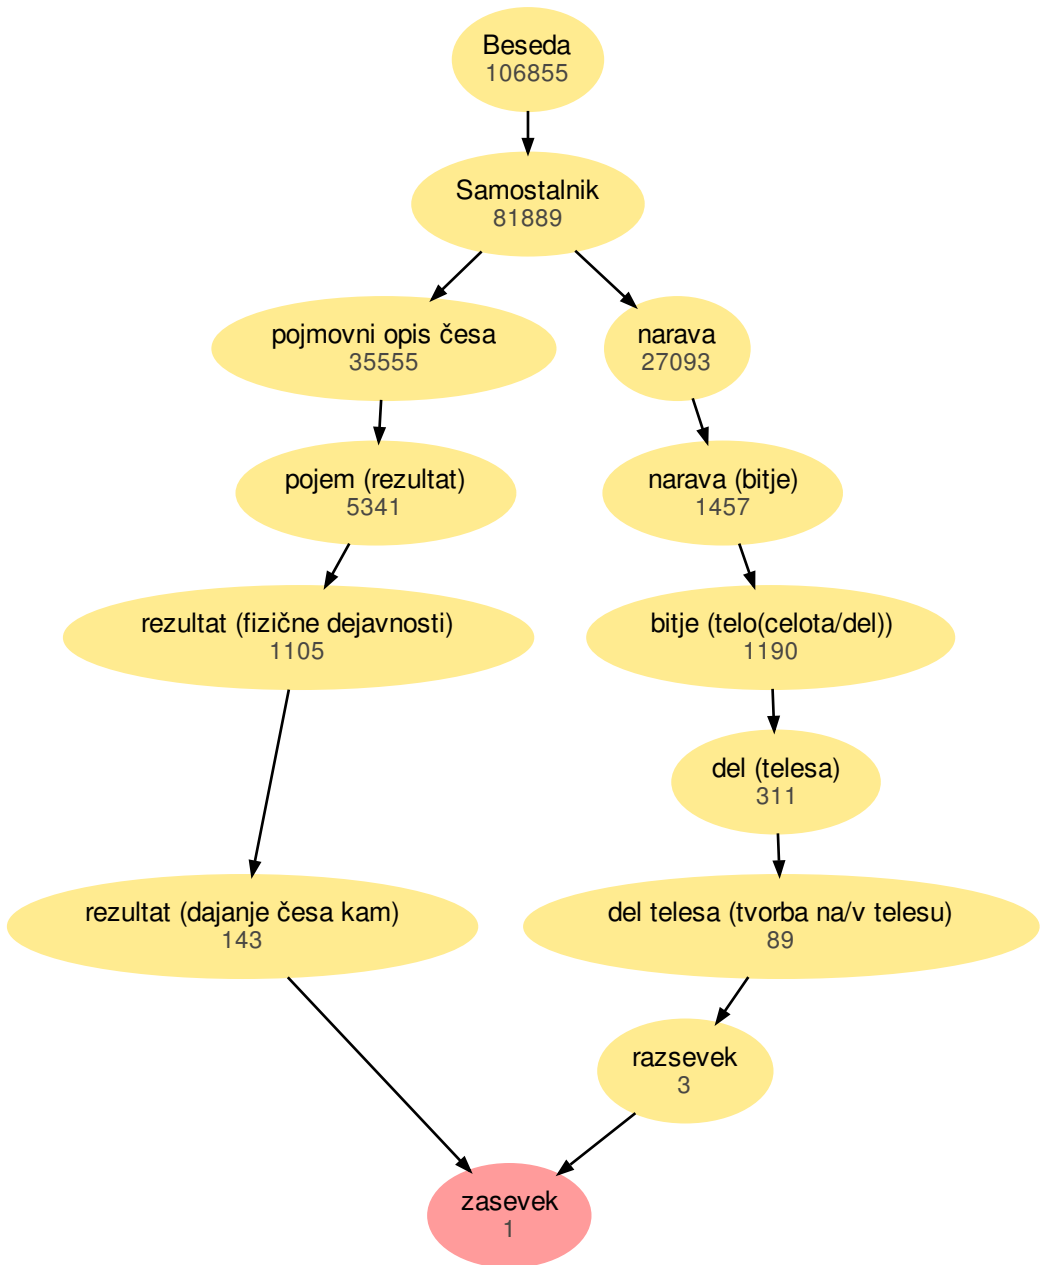 Beseda
106855
Samostalnik
81889
pojmovni opis česa
35555
narava
27093
pojem (rezultat)
5341
narava (bitje)
1457
rezultat (fizične dejavnosti)
1105
bitje (telo(celota/del))
1190
del (telesa)
311
rezultat (dajanje česa kam)
143
del telesa (tvorba na/v telesu)
89
razsevek
3
zasevek
1